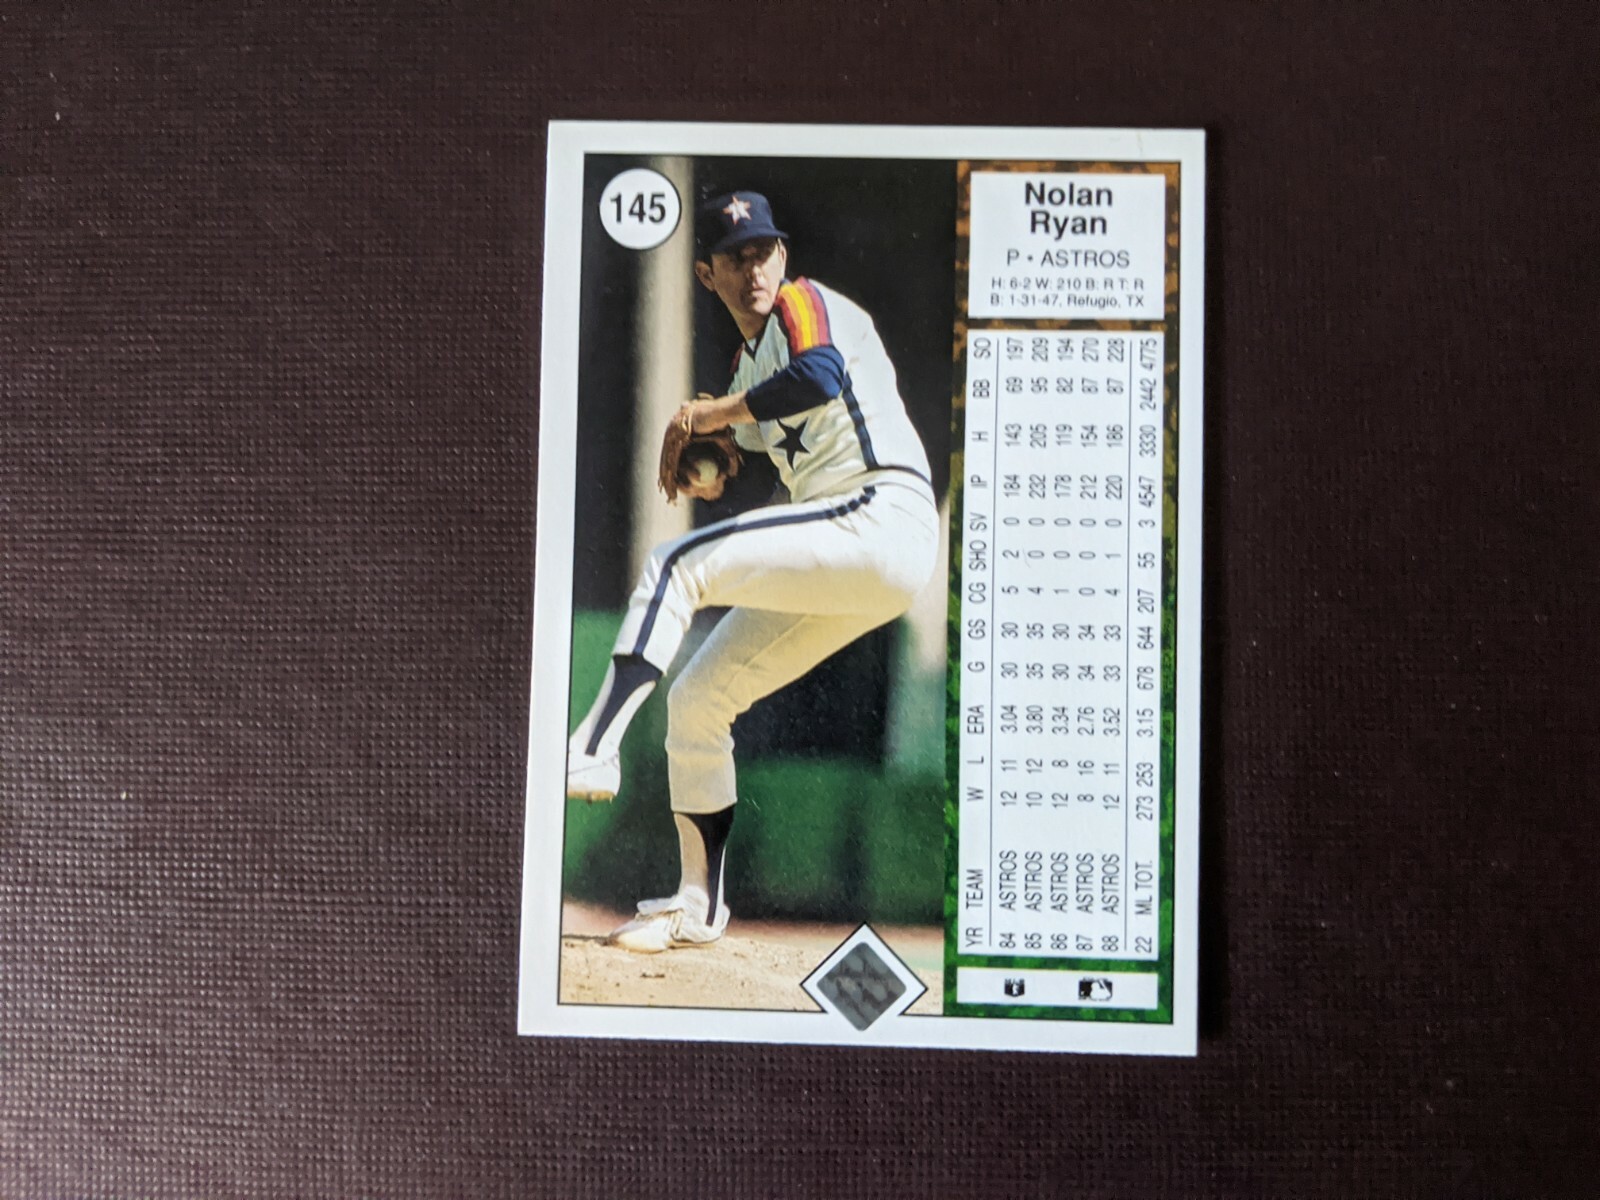 145
Nolan
Ryan
P • ASTROS
H: 6-2 W: 210 B: R T: R
B: 1-31-47, Refugio, TX
YR TEAM W L ERA G GS CG SHO SV IP H BB SO
84 ASTROS 12 11 3.04 30 30 5 2 0 184 143 69 197
85 ASTROS 10 12 3.80 35 35 4 0 0 232 205 95 209
86 ASTROS 12 8 3.34 30 30 1 0 0 178 119 82 194
87 ASTROS 8 16 2.76 34 34 0 0 0 212 154 87 270
88 ASTROS 12 11 3.52 33 33 4 1 0 220 186 87 228
22 ML TOT. 273 253 3.15 678 644 207 55 3 4547 3330 2442 4775